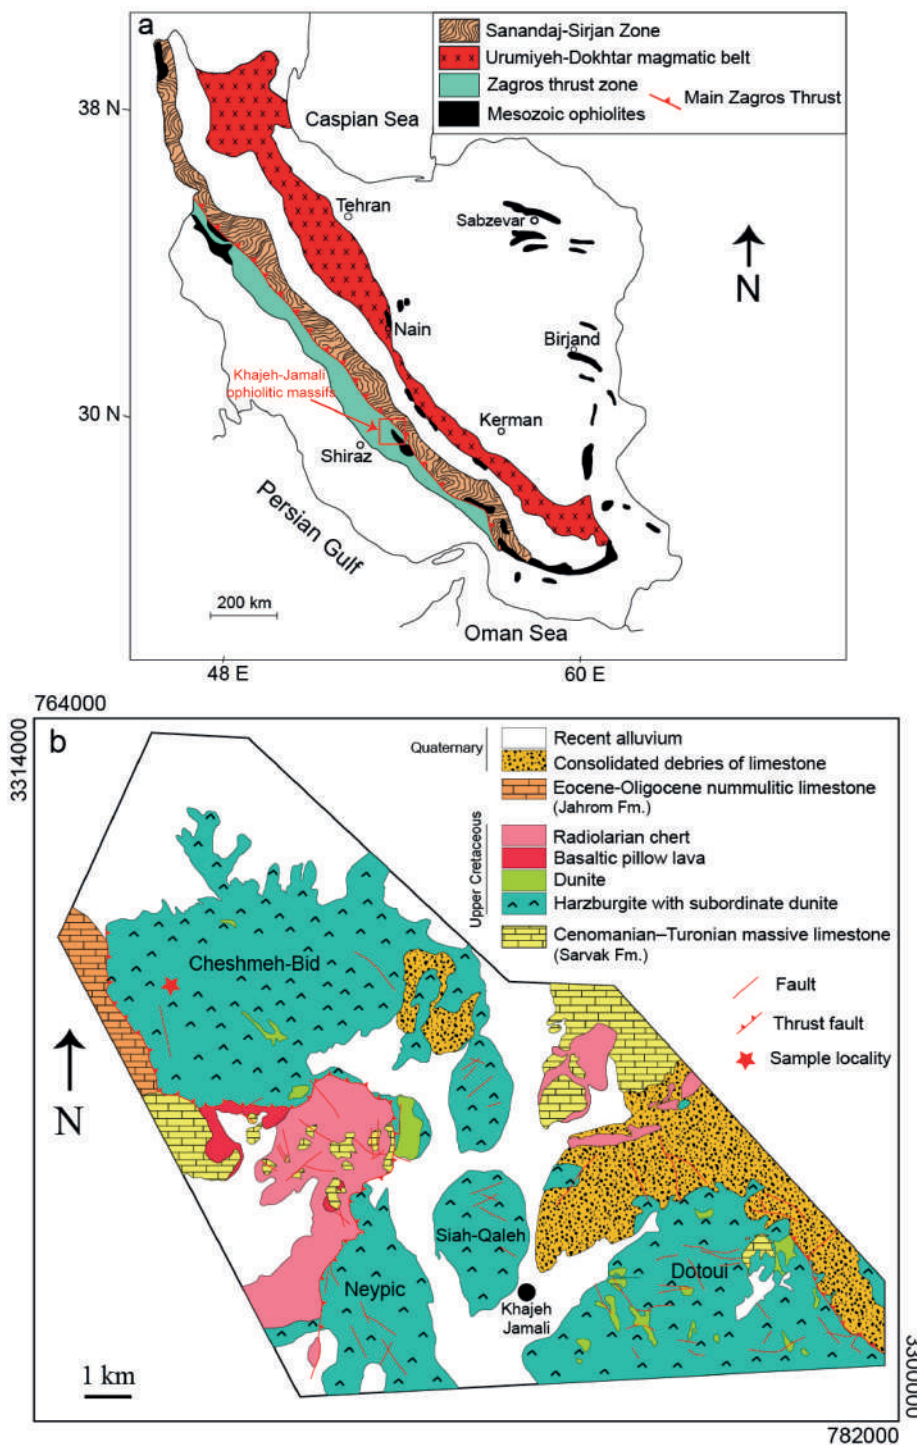 a
Sanandaj-Sirjan Zone
Urumiyeh-Dokhtar magmatic belt
Zagros thrust zone
Main Zagros Thrust
Mesozoic ophiolites
38 N
Caspian Sea
Tehran
Sabzevar
N
Nain
Birjand
Khajeh-Jamali
ophiolitic massifs
30 N
Kerman
Shiraz
Persian Gulf
200 km
Oman Sea
48 E
60 E
764000
3314000
b
Quaternary
Recent alluvium
Consolidated debries of limestone
Eocene-Oligocene nummulitic limestone
(Jahrom Fm.)
Upper Cretaceous
Radiolarian chert
Basaltic pillow lava
Dunite
Harzburgite with subordinate dunite
Cenomanian–Turonian massive limestone
(Sarvak Fm.)
Cheshmeh-Bid
Fault
Thrust fault
Sample locality
N
Siah-Qaleh
Dotoui
Neypic
Khajeh
Jamali
1 km
3300000
782000